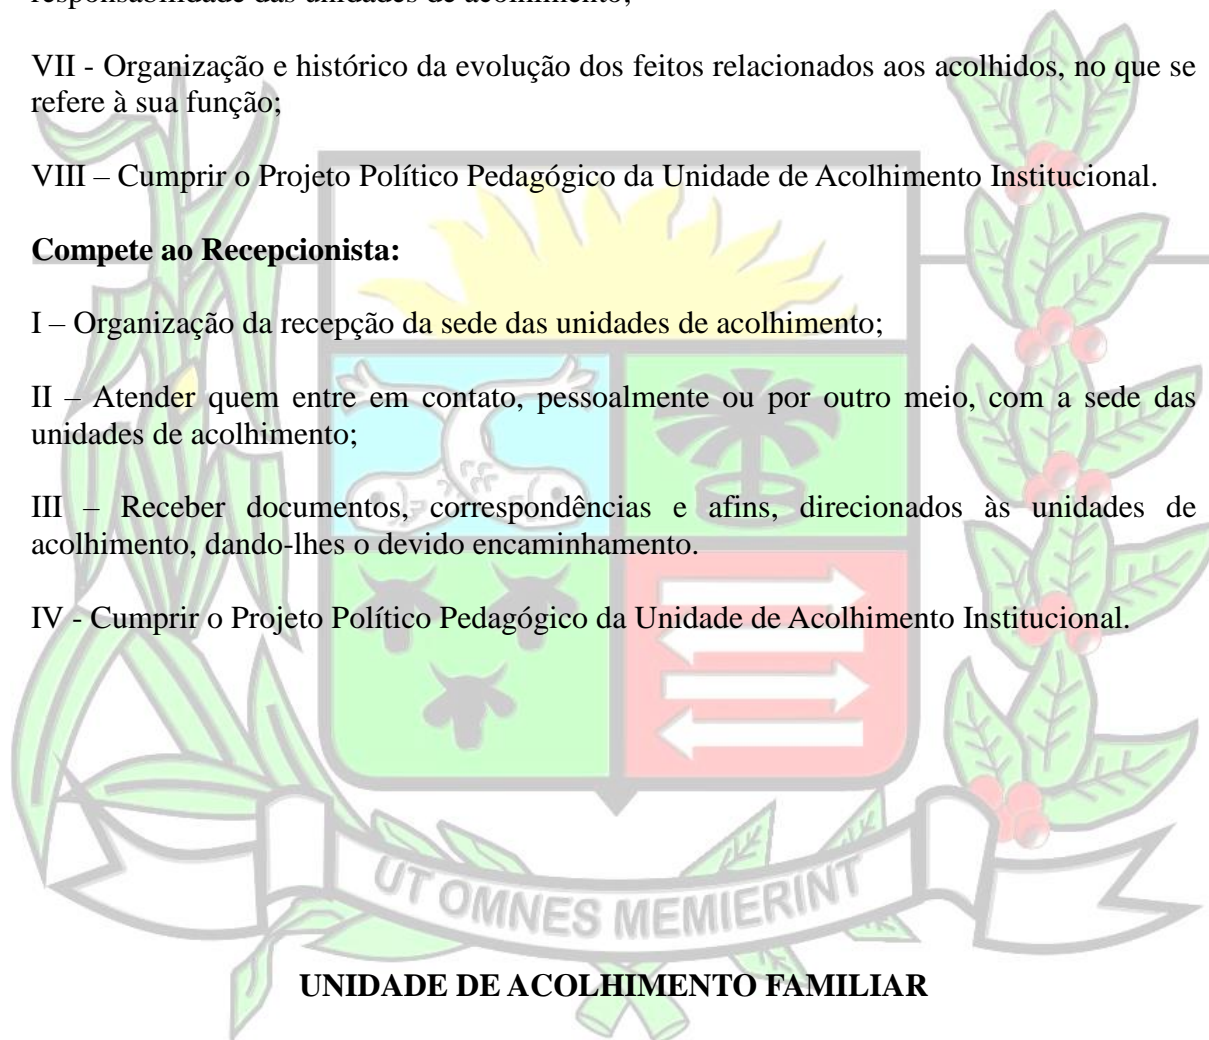 responsabilidade das unidades de acolhimento;
VII - Organização e histórico da evolução dos feitos relacionados aos acolhidos, no que se
refere à sua função;
VIII – Cumprir o Projeto Político Pedagógico da Unidade de Acolhimento Institucional.
Compete ao Recepcionista:
I – Organização da recepção da sede das unidades de acolhimento;
II – Atender quem entre em contato, pessoalmente ou por outro meio, com a sede das
unidades de acolhimento;
III – Receber documentos, correspondências e afins, direcionados às unidades de
acolhimento, dando-lhes o devido encaminhamento.
IV - Cumprir o Projeto Político Pedagógico da Unidade de Acolhimento Institucional.
UT OMNES MEMIERINT
UNIDADE DE ACOLHIMENTO FAMILIAR